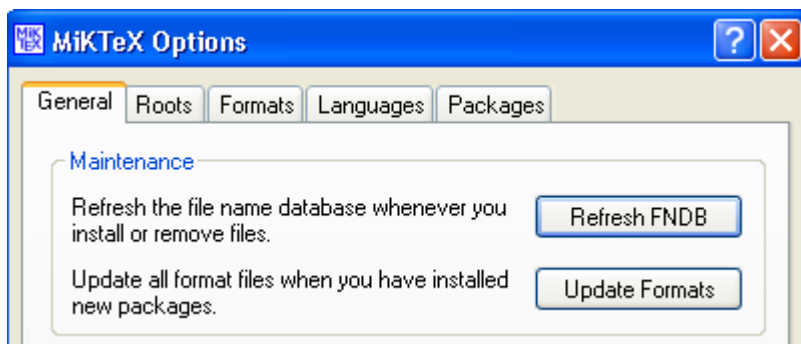 MiKTeX Options
General Roots Formats Languages Packages
Maintenance
Refresh the file name database whenever you
install or remove files.
Refresh FNDB
Update all format files when you have installed
new packages.
Update Formats